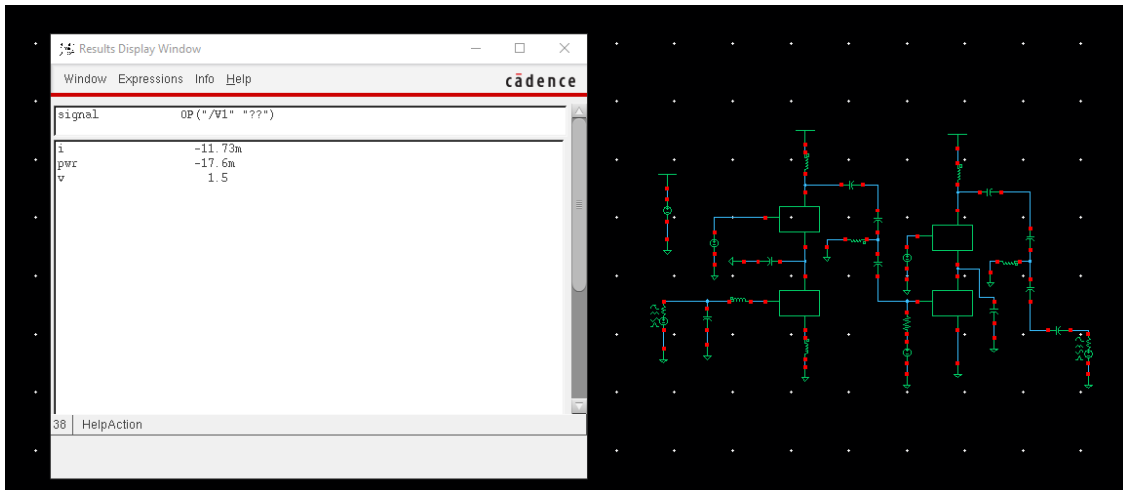 Results Display Window
Window Expressions Info Help
cādence
signal OP("/V1" "??")
i -11.73m
pwr -17.6m
v 1.5
38 HelpAction